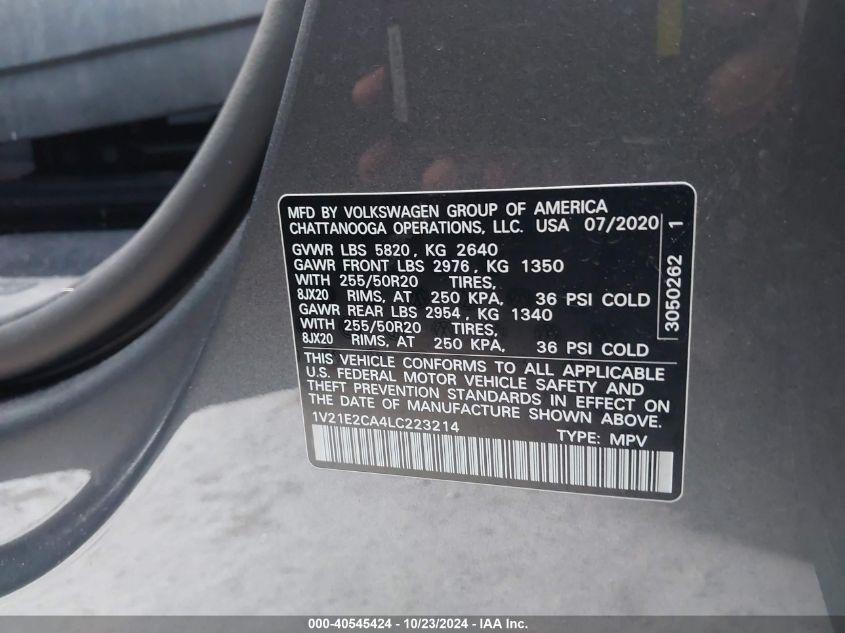 MFD BY VOLKSWAGEN GROUP OF AMERICA
CHATTANOOGA OPERATIONS, LLC. USA 07/2020
GVWR LBS 5820, KG 2640
GAWR FRONT LBS 2976, KG 1350
WITH 255/50R20 TIRES,
8JX20 RIMS, AT 250 KPA, 36 PSI COLD
GAWR REAR LBS 2954, KG 1340
WITH 255/50R20 TIRES,
8JX20 RIMS, AT 250 KPA, 36 PSI COLD
THIS VEHICLE CONFORMS TO ALL APPLICABLE
U.S. FEDERAL MOTOR VEHICLE SAFETY AND
THEFT PREVENTION STANDARDS IN EFFECT ON
THE DATE OF MANUFACTURE SHOWN ABOVE.
1V21E2CA4LC223214 TYPE: MPV
3050262 1
000-40545424 - 10/23/2024 - IAA Inc.